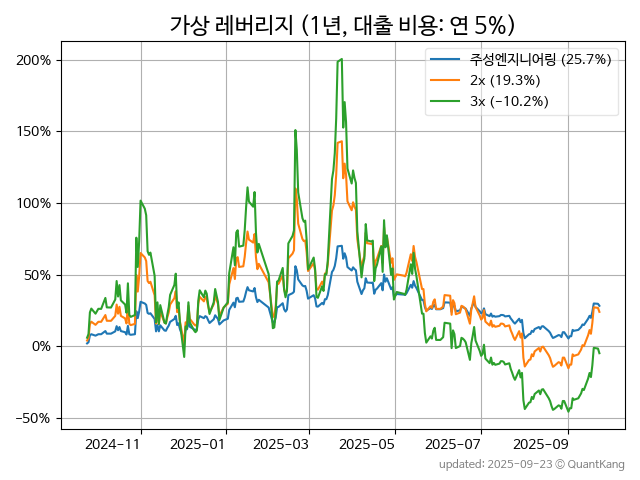 가상 레버리지 (1년, 대출 비용: 연 5%)
주성엔지니어링 (25.7%)
2x (19.3%)
3x (−10.2%)
200%
150%
100%
50%
0%
−50%
2024-11
2025-01
2025-03
2025-05
2025-07
2025-09
updated: 2025-09-23 © QuantKang